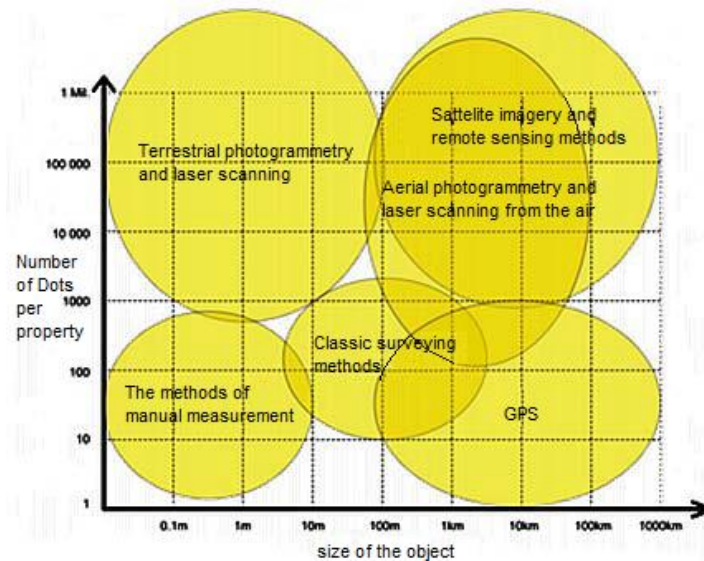 1 Mil.
Sattelite imagery and
remote sensing methods
Terrestrial photogrammetry
and laser scanning
100 000
Aerial photogrammetry and
laser scanning from the air
10 000
Number
of Dots
per
property
1000
Classic surveying
methods
100
The methods of
manual measurement
GPS
10
1
0.1m 1m 10m 100m 1km 10km 100km 1000km
size of the object